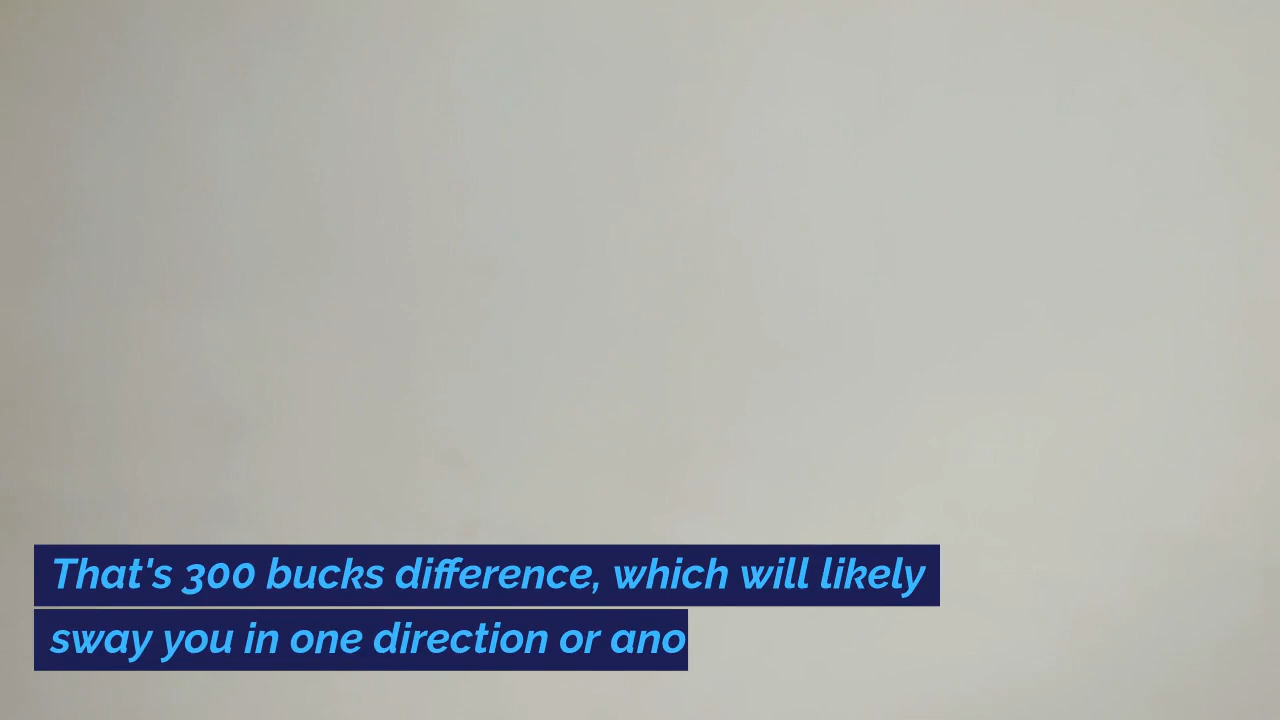 That's 300 bucks difference, which will likely
sway you in one direction or ano